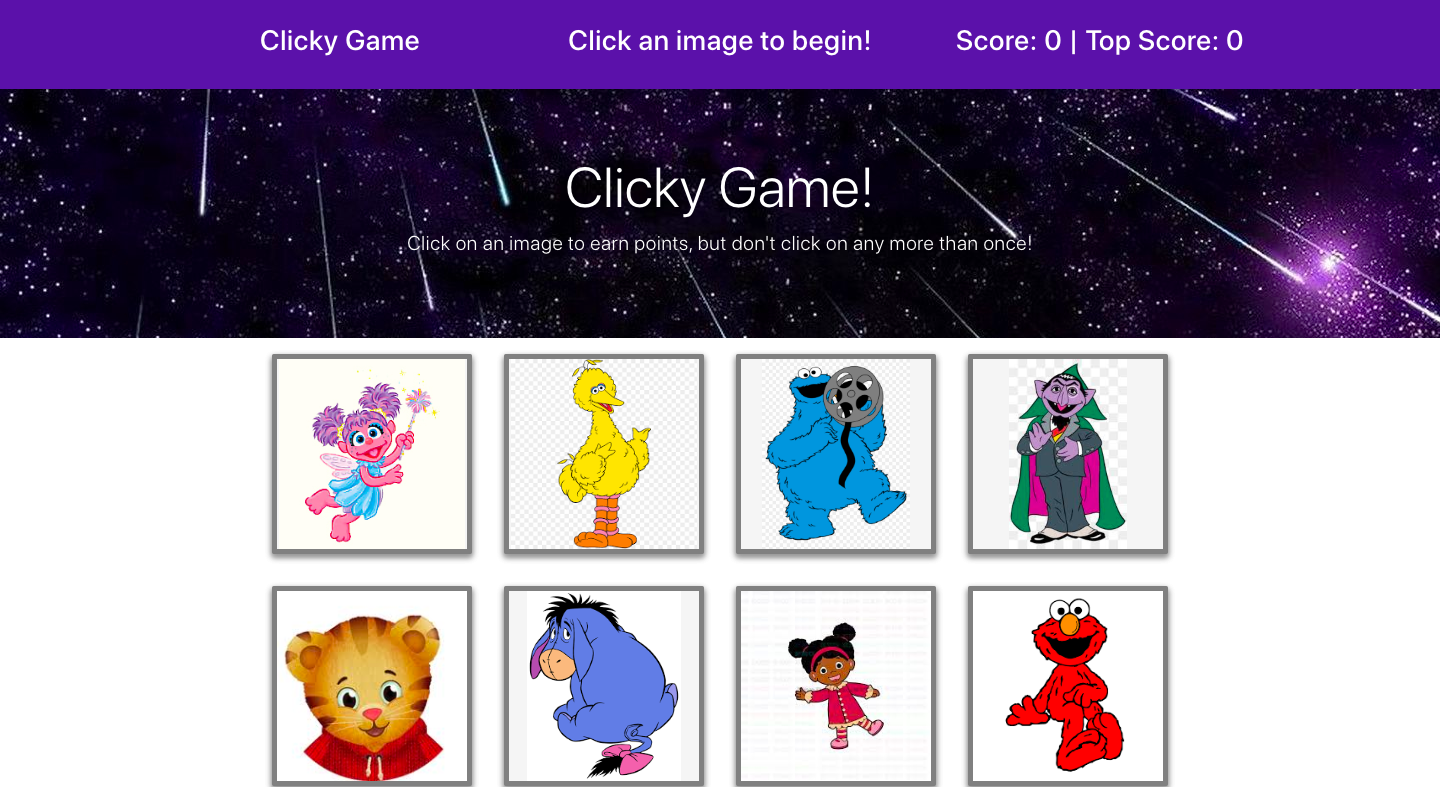 Clicky Game
Click an image to begin!
Score: 0 | Top Score: 0
Clicky Game!
Click on an image to earn points, but don't click on any more than once!